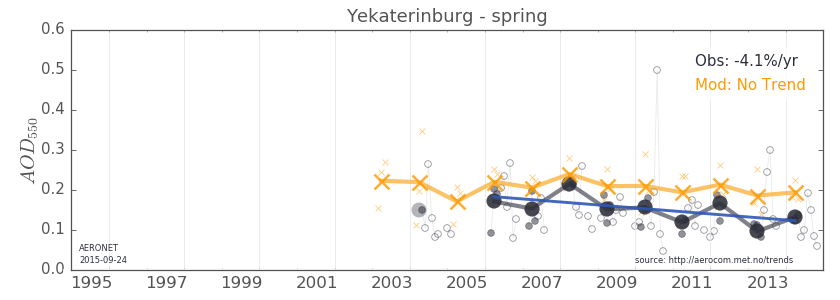 Yekaterinburg - spring
0.6
0.5
0.4
0.3
0.2
0.1
0.0
AOD550
Obs: -4.1%/yr
Mod: No Trend
AERONET
2015-09-24
source: http://aerocom.met.no/trends
1995 1997 1999 2001 2003 2005 2007 2009 2011 2013